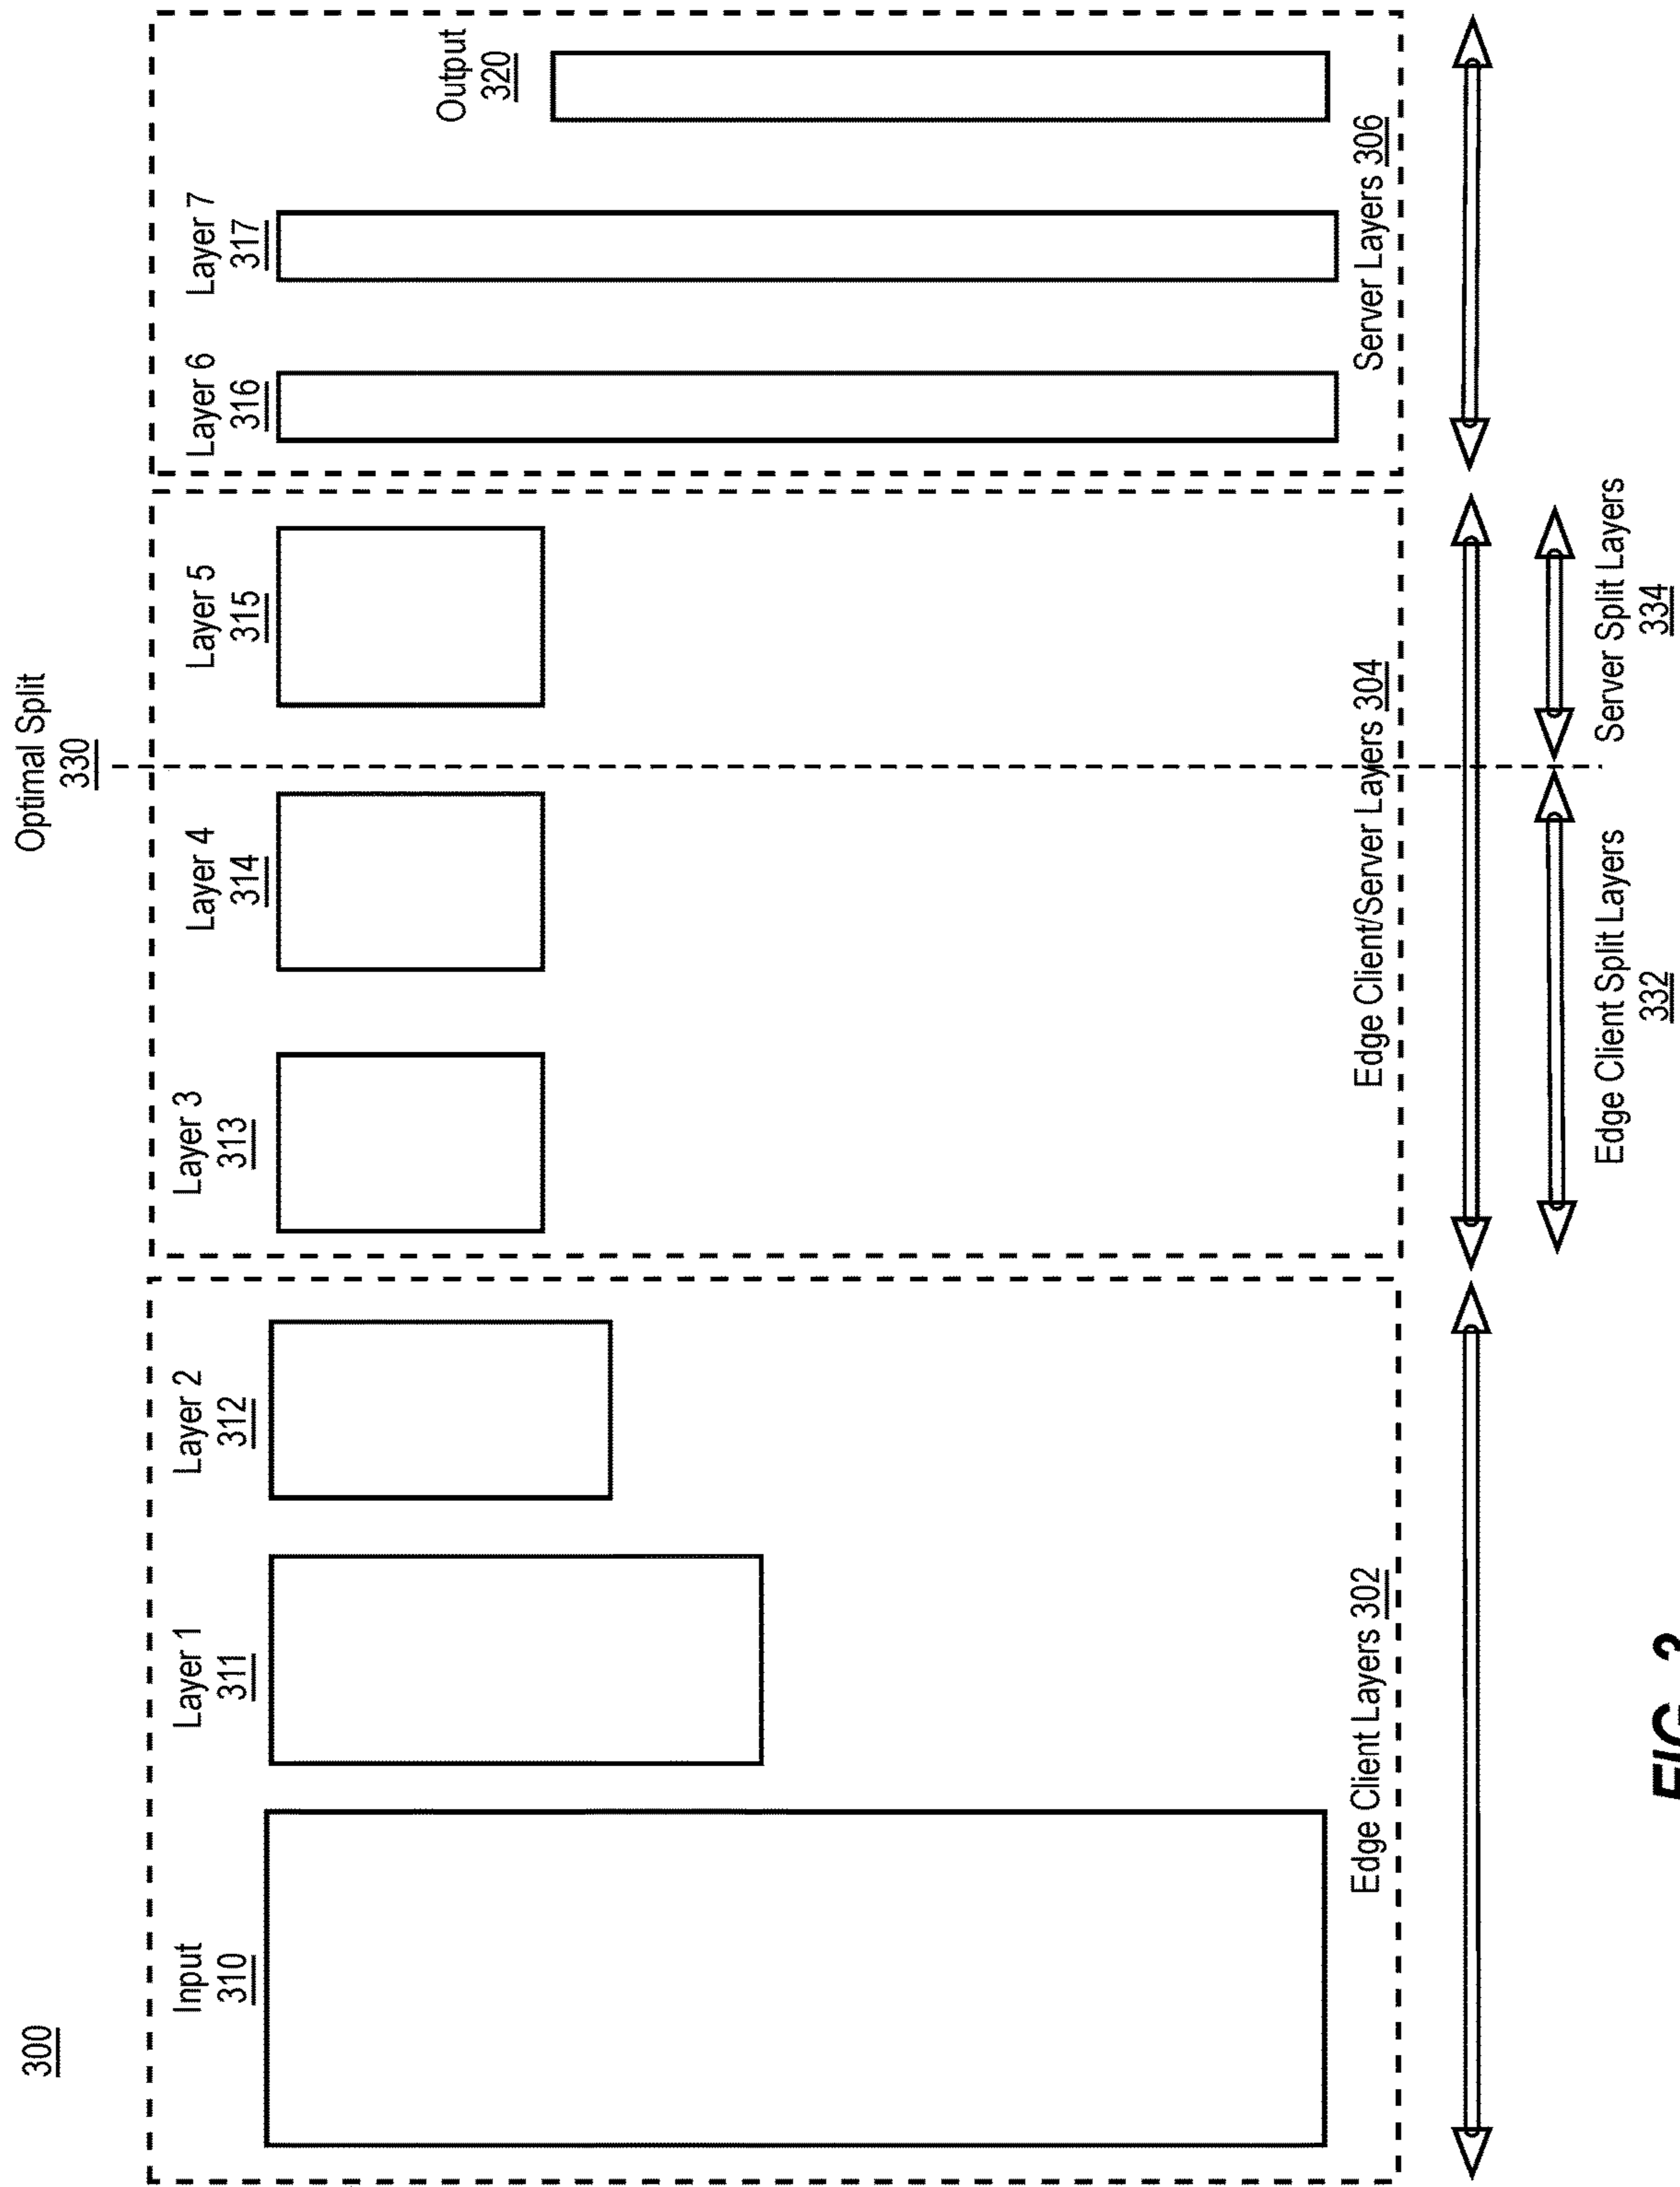 300
Optimal Split
330
Input
310
Layer 1
311
Layer 2
312
Layer 3
313
Layer 4
314
Layer 5
315
Layer 6
316
Layer 7
317
Output
320
Edge Client Layers 302
Edge Client/Server Layers 304
Server Layers 306
Edge Client Split Layers
332
Server Split Layers
334
FIG.